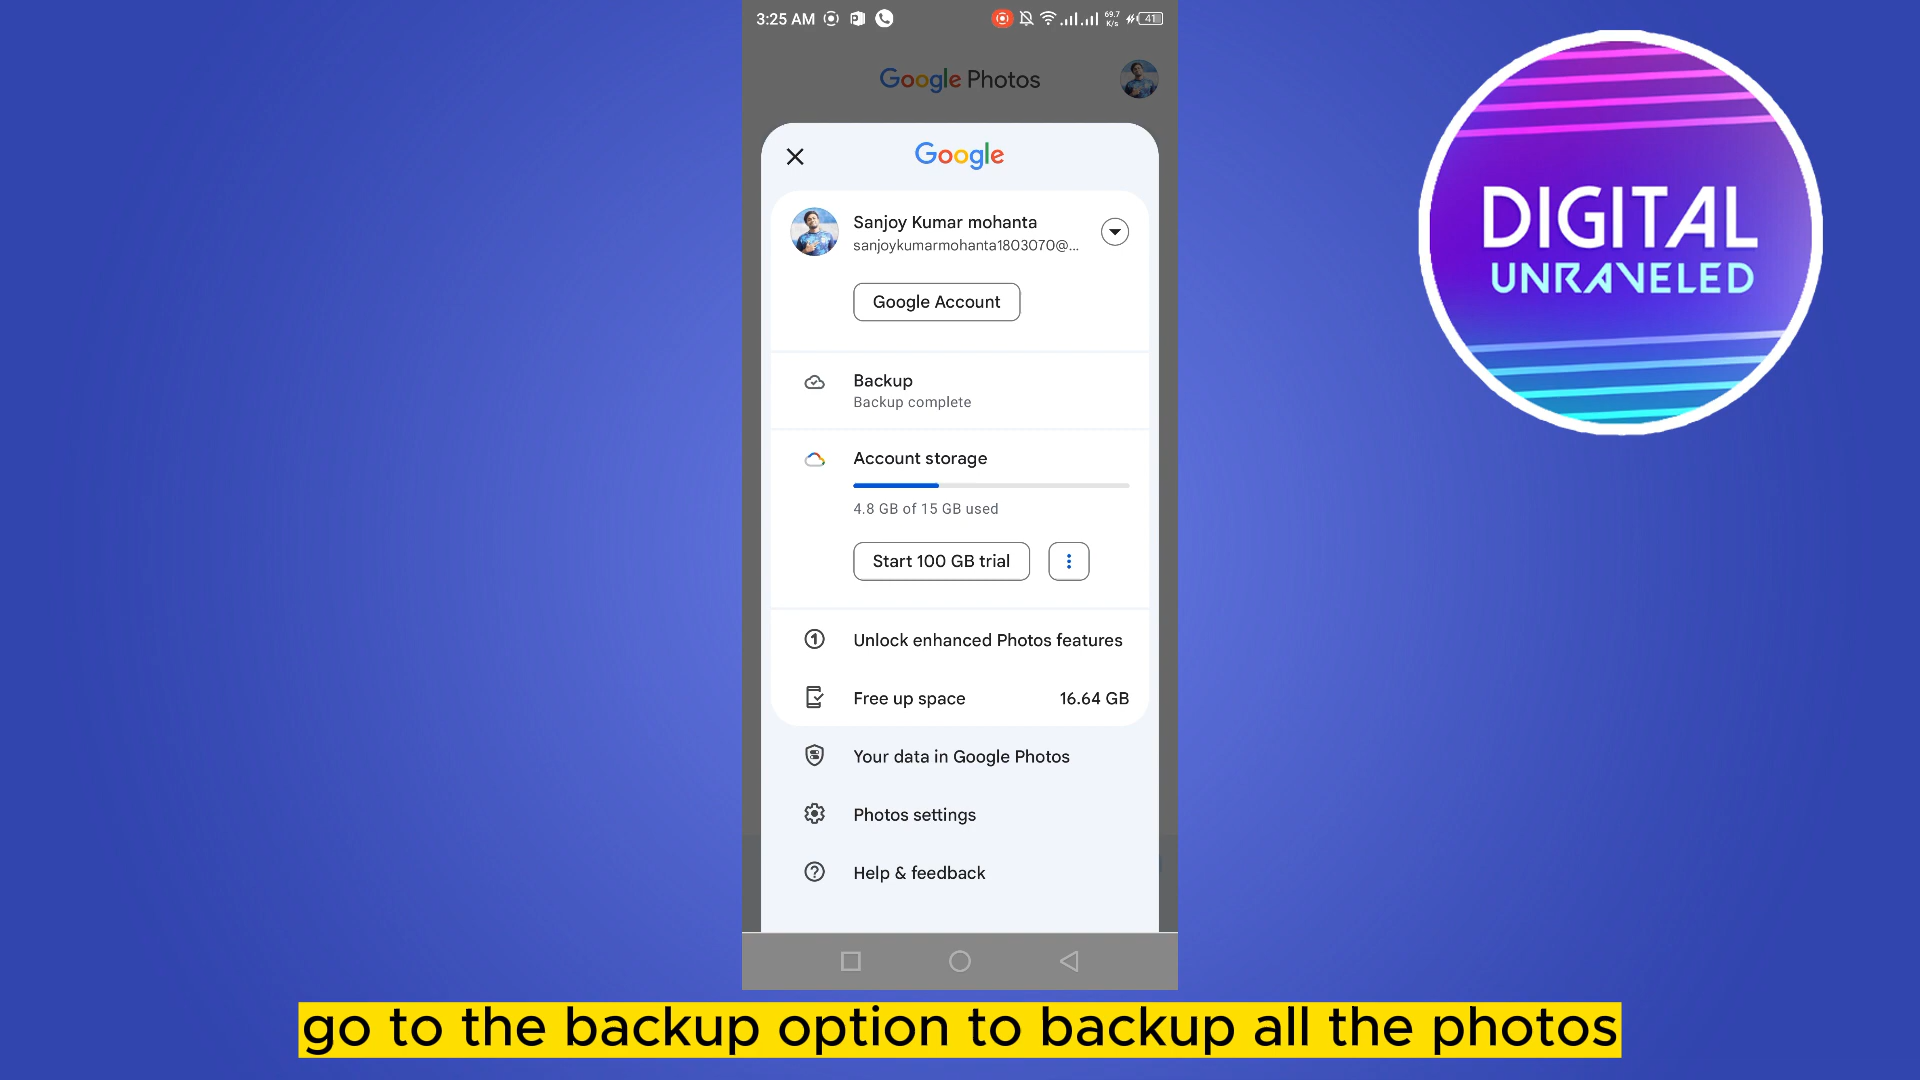 3:25 AM
69.7
K/s
41
Google Photos
Google
Sanjoy Kumar mohanta
sanjoykumarmohanta1803070@...
Google Account
Backup
Backup complete
Account storage
4.8 GB of 15 GB used
Start 100 GB trial
Unlock enhanced Photos features
Free up space 16.64 GB
Your data in Google Photos
Photos settings
Help & feedback
DIGITAL
UNRAVELED
go to the backup option to backup all the photos